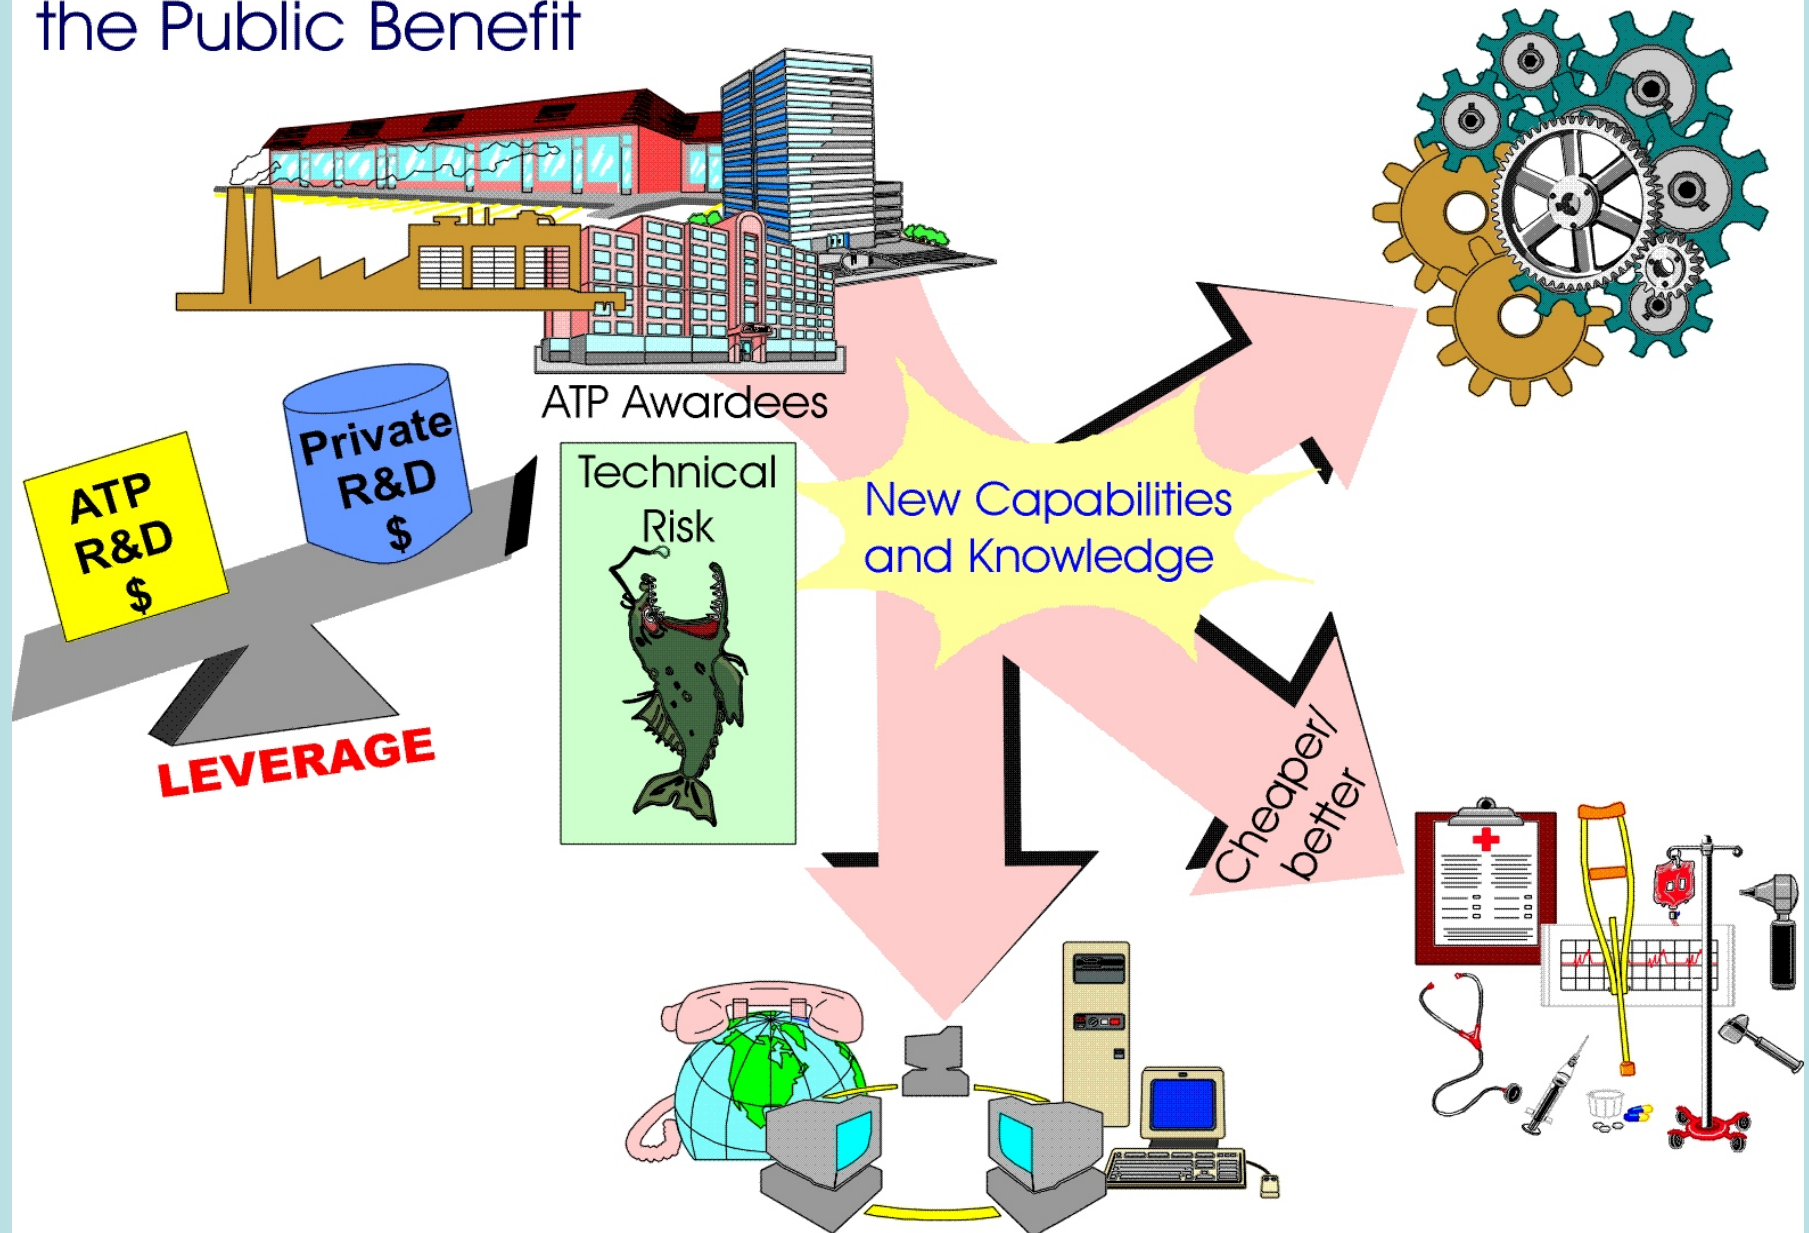 the Public Benefit
ATP Awardees
Private
R&D
$
ATP
R&D
$
LEVERAGE
Technical
Risk
New Capabilities
and Knowledge
Cheaper/
better